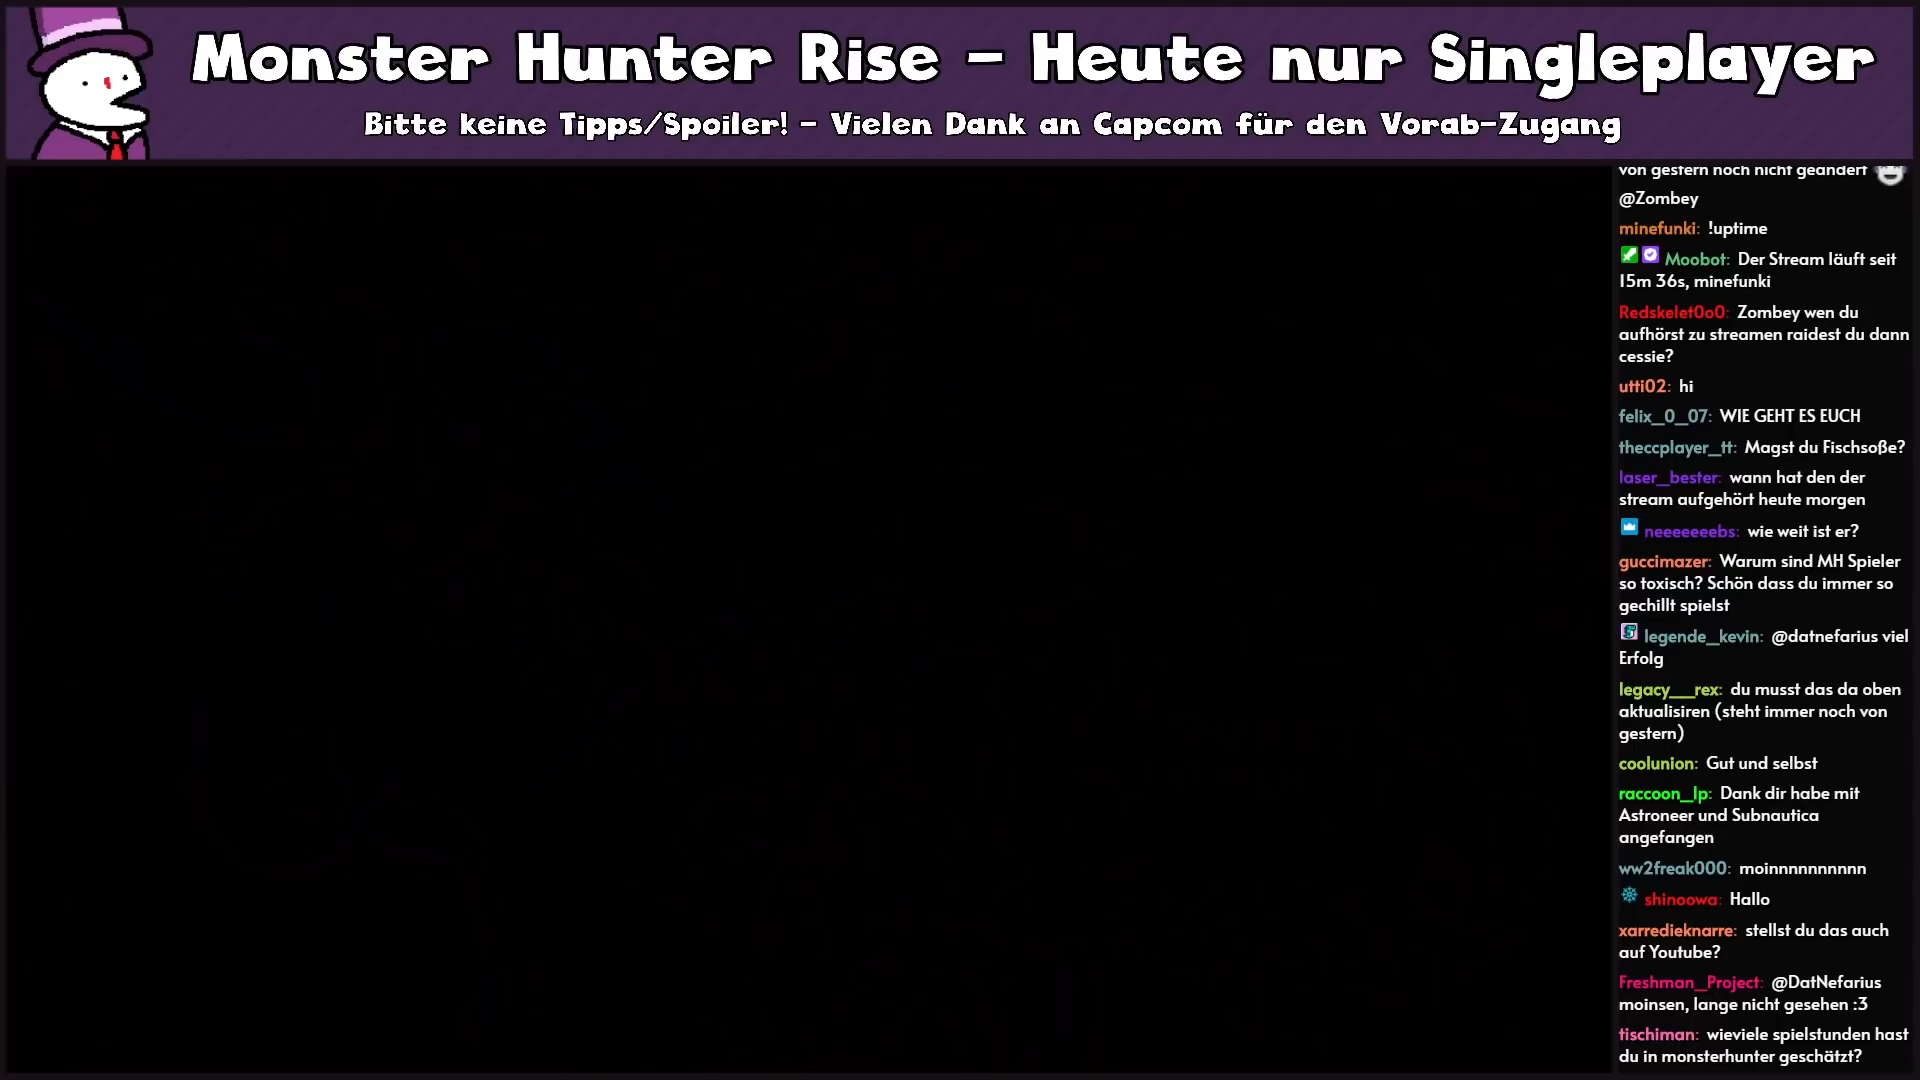 Monster Hunter Rise - Heute nur Singleplayer
Bitte keine Tipps/Spoiler! - Vielen Dank an Capcom für den Vorab-Zugang
von gestern noch nicht geändert
@Zombey
minefunki: !uptime
Moobot: Der Stream läuft seit
15m 36s, minefunki
Redskelet0o0: Zombey wen du
aufhörst zu streamen raidest du dann
cessie?
utti02: hi
felix_0_07: WIE GEHT ES EUCH
theccplayer_tt: Magst du Fischsoße?
laser_bester: wann hat den der
stream aufgehört heute morgen
neeeeeeebs: wie weit ist er?
guccimazer: Warum sind MH Spieler
so toxisch? Schön dass du immer so
gechillt spielst
legende_kevin: @datnefarius viel
Erfolg
legacy__rex: du musst das da oben
aktualisiren (steht immer noch von
gestern)
coolunion: Gut und selbst
raccoon_lp: Dank dir habe mit
Astroneer und Subnautica
angefangen
ww2freak000: moinnnnnnnnnn
shinoowa: Hallo
xarredieknarre: stellst du das auch
auf Youtube?
Freshman_Project: @DatNefarius
moinsen, lange nicht gesehen :3
tischiman: wieviele spielstunden hast
du in monsterhunter geschätzt?